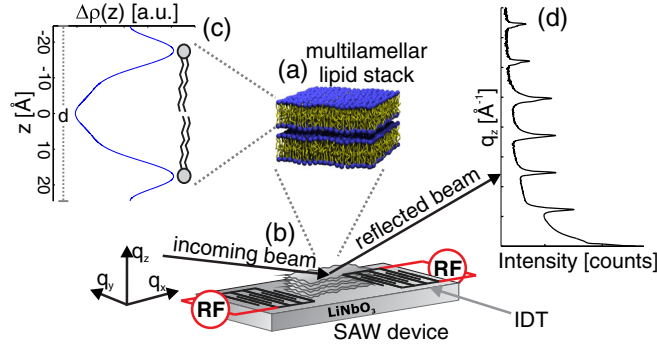 Δρ(z) [a.u.]
(c)
(d)
-20
-10
0
10
20
z [Å]
d
multilamellar
(a) lipid stack
q_z [Å⁻¹]
(b)
incoming beam
reflected beam
q_z
q_y
q_x
RF
RF
LiNbO₃
SAW device
IDT
Intensity [counts]